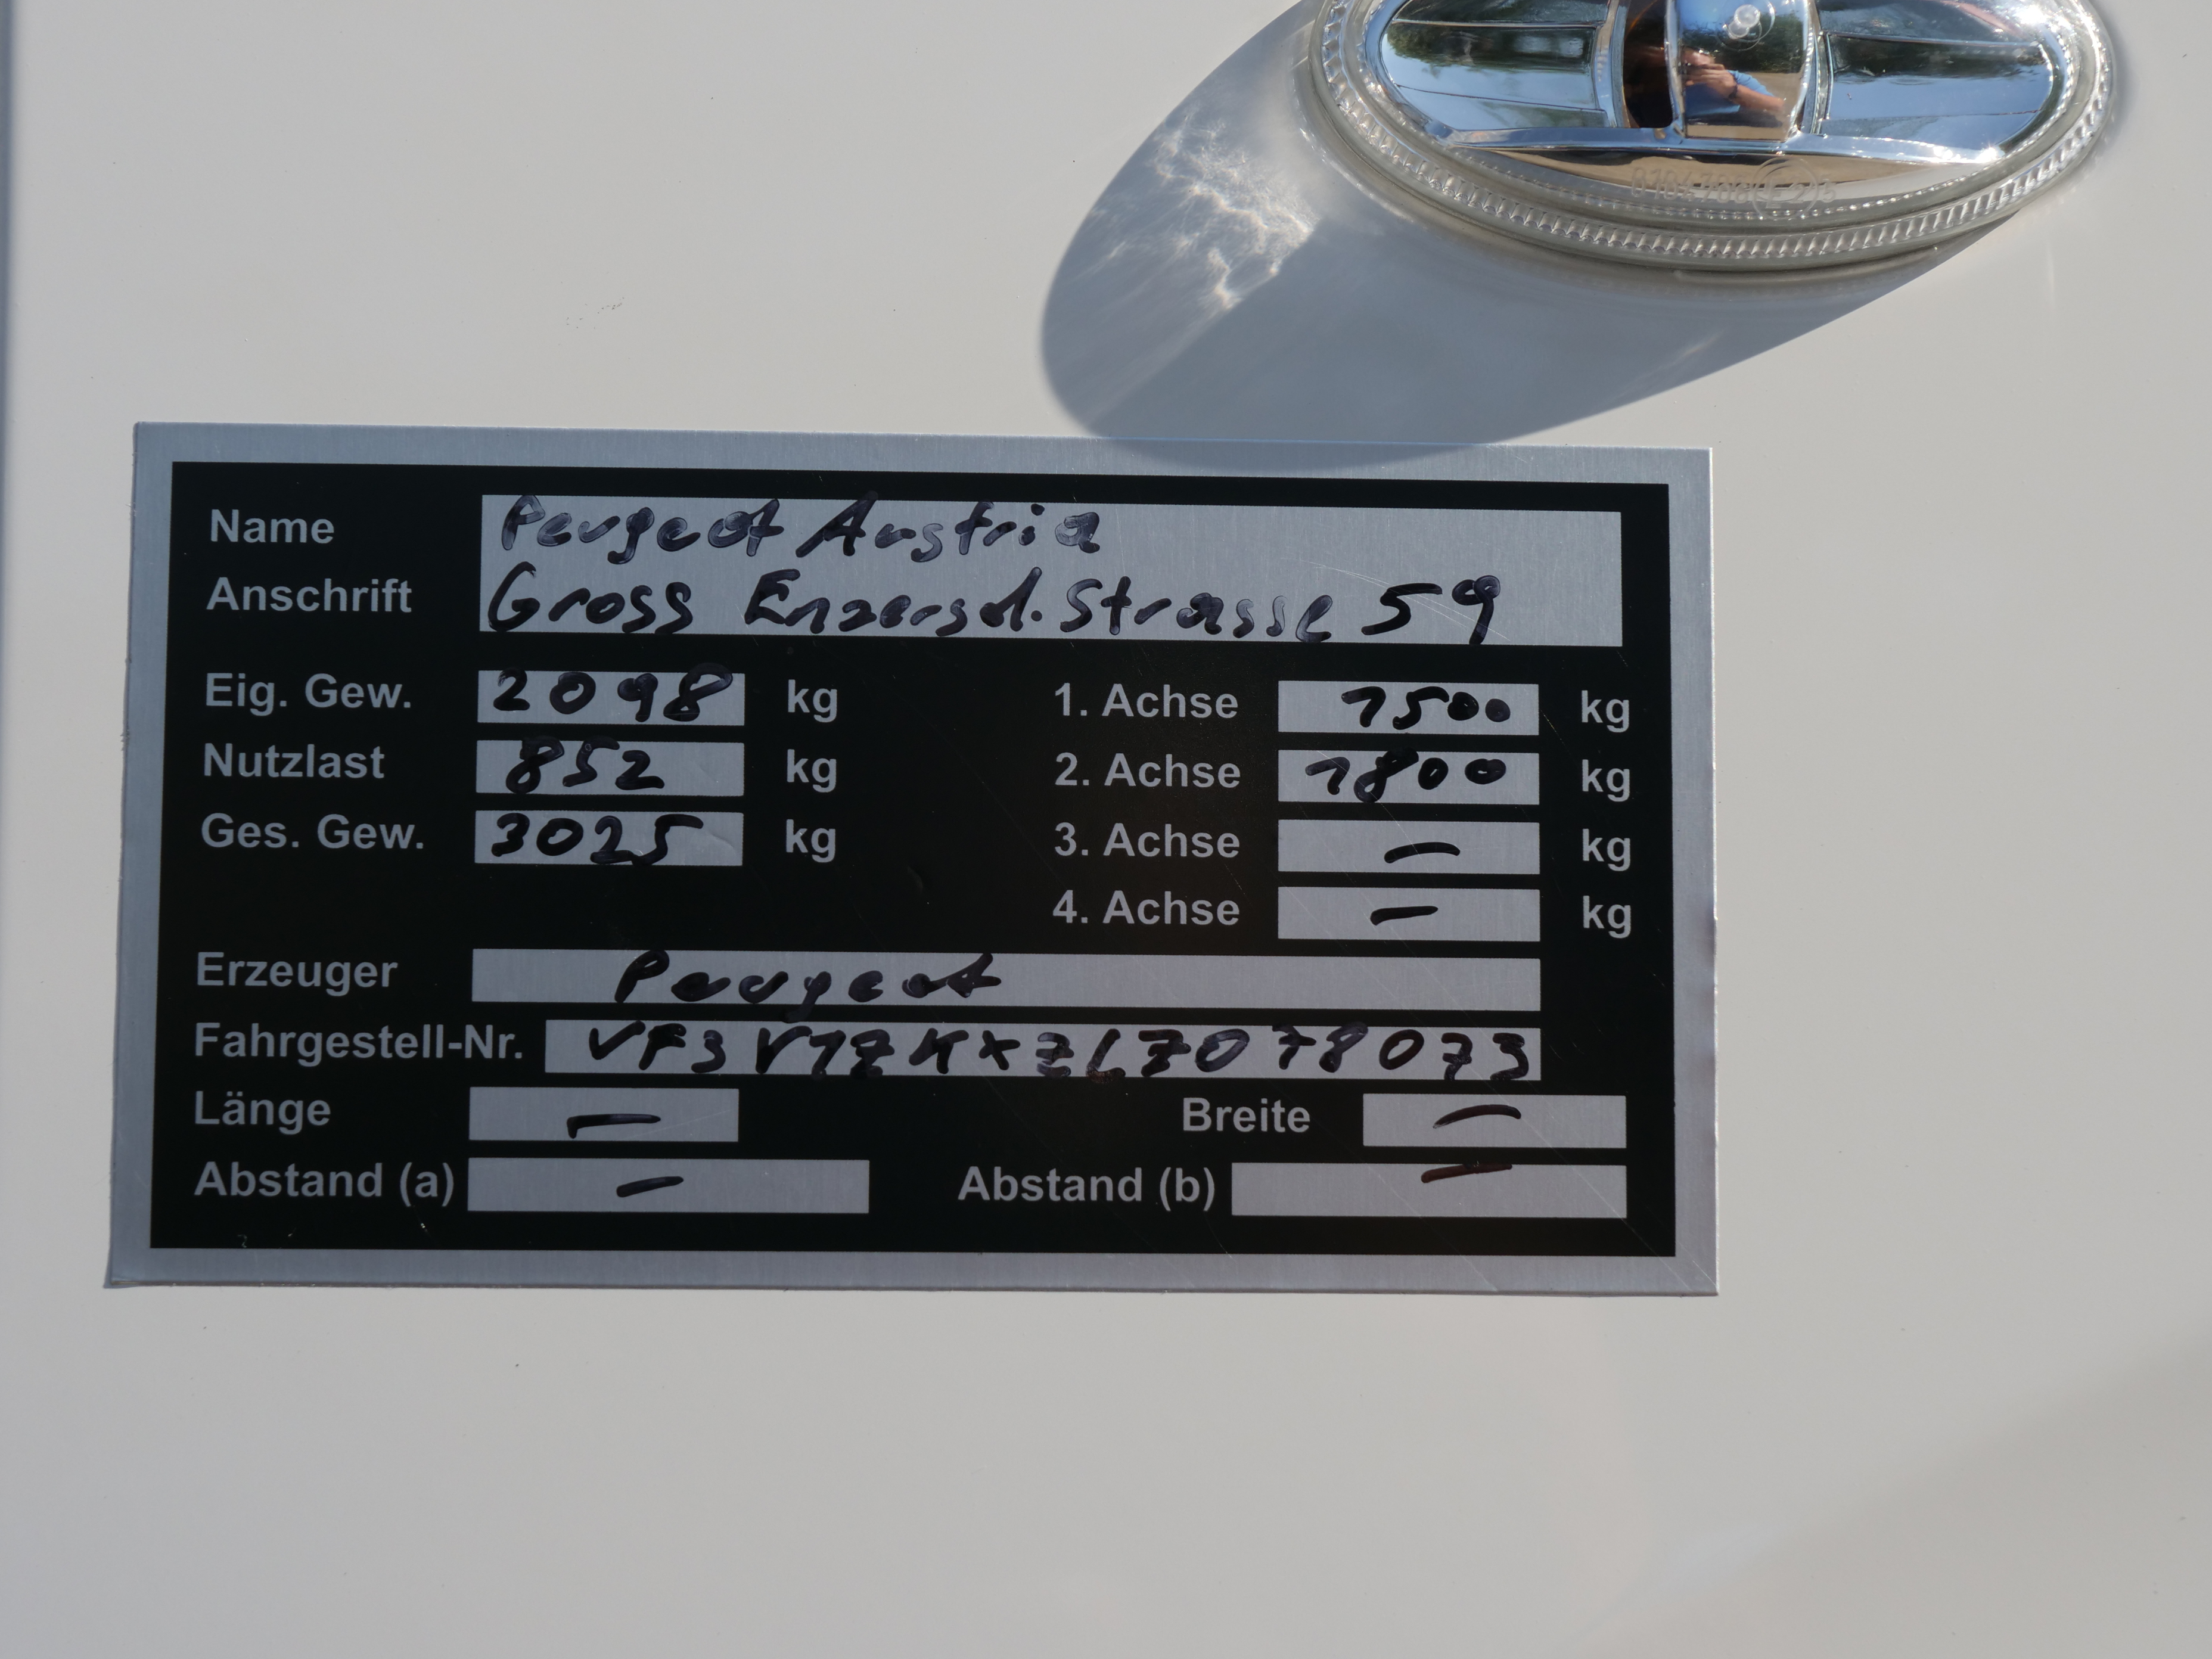 Name Peugeot Austria
Anschrift Gross Enzersd. Strasse 59
Eig. Gew. 2098 kg 1. Achse 1500 kg
Nutzlast 852 kg 2. Achse 1800 kg
Ges. Gew. 3025 kg 3. Achse — kg
4. Achse — kg
Erzeuger Peugeot
Fahrgestell-Nr. VF3V1ZKXZLZ078073
Länge — Breite —
Abstand (a) — Abstand (b) —